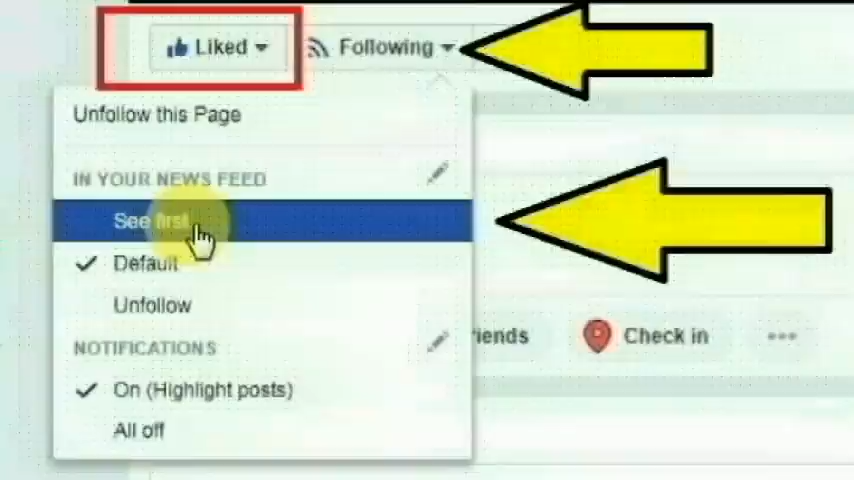 Liked Following
Unfollow this Page
IN YOUR NEWS FEED
See first
Default
Unfollow
riends Check in
NOTIFICATIONS
On (Highlight posts)
All off